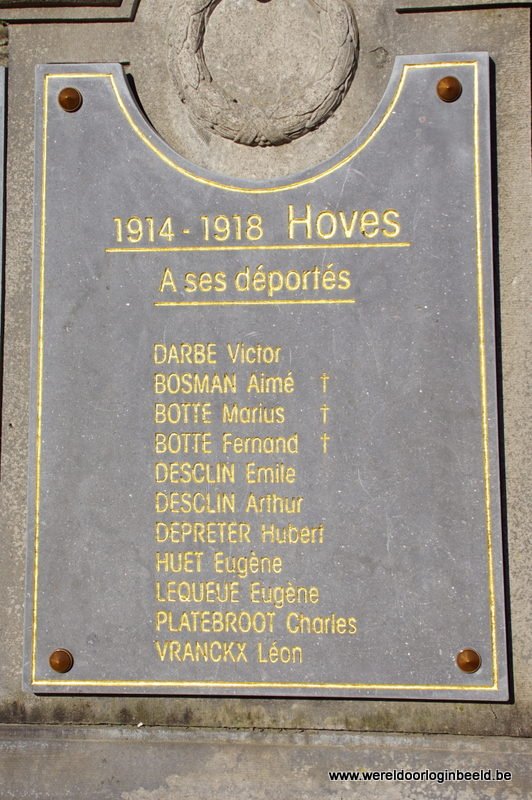 1914 - 1918 Hoves
A ses déportés
DARBE Victor
BOSMAN Aimé †
BOTTE Marius †
BOTTE Fernand †
DESCLIN Emile
DESCLIN Arthur
DEPRETER Hubert
HUET Eugène
LEQUEUE Eugène
PLATEBROOT Charles
VRANCKX Léon
www.wereldoorloginbeeld.be